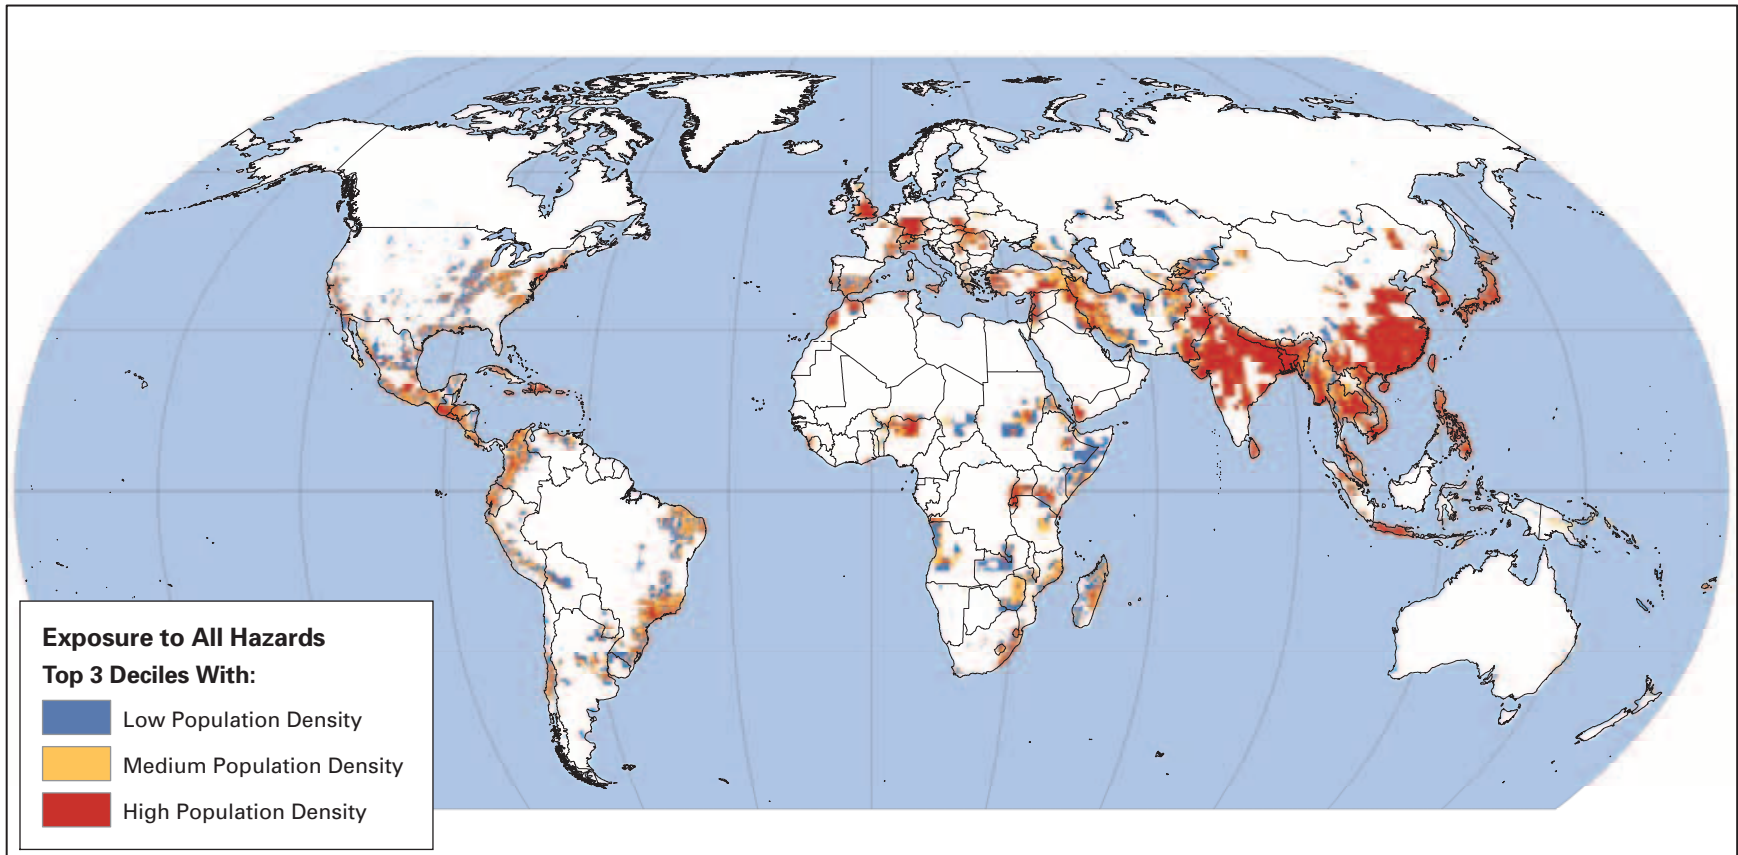 Exposure to All Hazards
Top 3 Deciles With:
Low Population Density
Medium Population Density
High Population Density